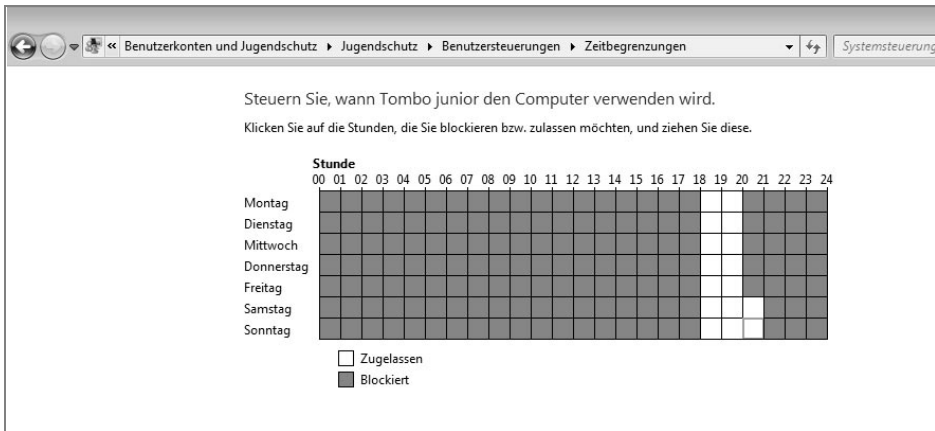 « Benutzerkonten und Jugendschutz ▸ Jugendschutz ▸ Benutzersteuerungen ▸ Zeitbegrenzungen Systemsteuerung
Steuern Sie, wann Tombo junior den Computer verwenden wird.
Klicken Sie auf die Stunden, die Sie blockieren bzw. zulassen möchten, und ziehen Sie diese.
Stunde
00 01 02 03 04 05 06 07 08 09 10 11 12 13 14 15 16 17 18 19 20 21 22 23 24
Montag
Dienstag
Mittwoch
Donnerstag
Freitag
Samstag
Sonntag
Zugelassen
Blockiert